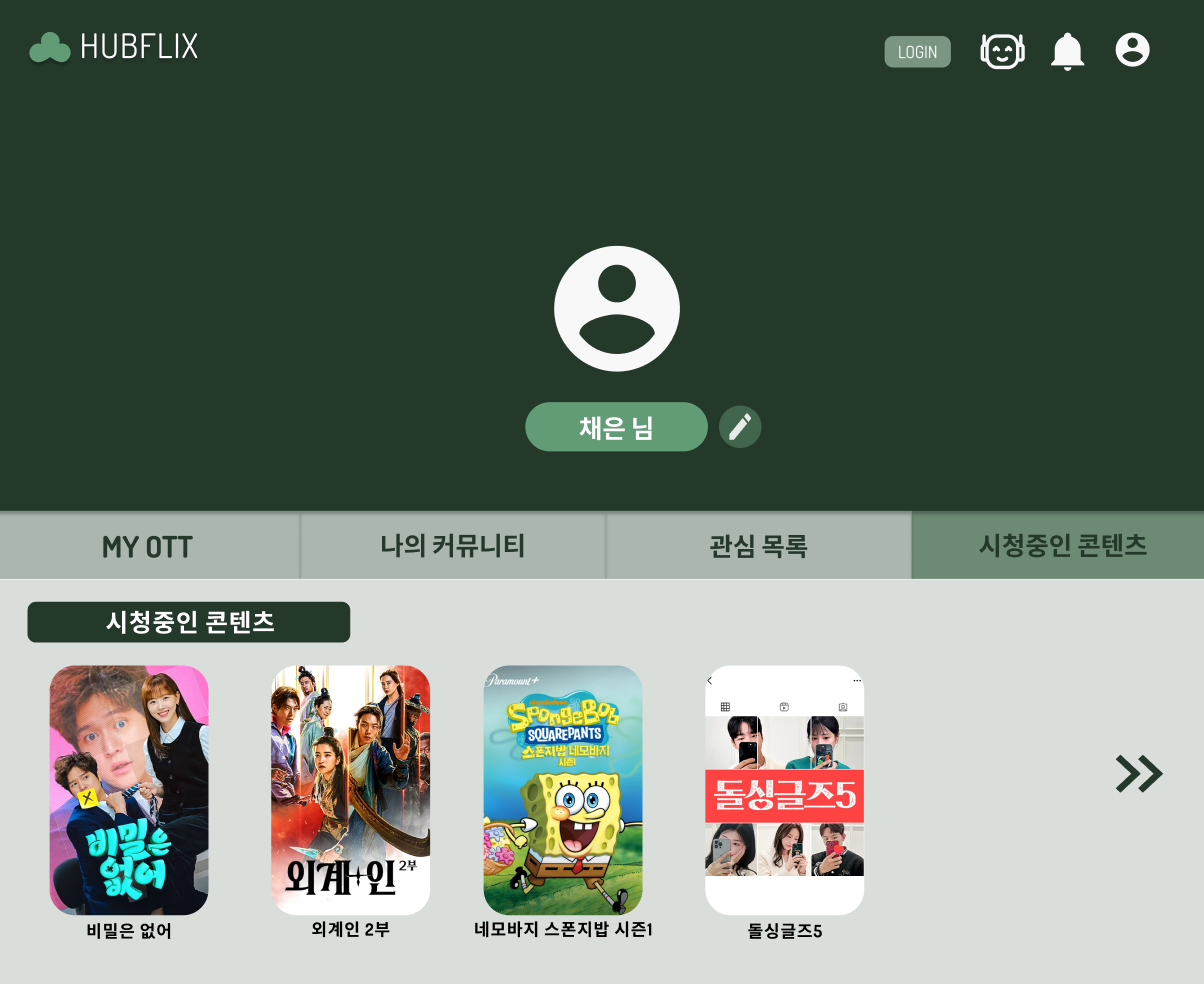 HUBFLIX
LOGIN
채은 님
MY OTT
나의 커뮤니티
관심 목록
시청중인 콘텐츠
시청중인 콘텐츠
비밀은
없어
외계+인 2부
Paramount+
SpongeBob
SQUAREPANTS
스폰지밥 네모바지
시즌1
돌싱글즈5
비밀은 없어
외계인 2부
네모바지 스폰지밥 시즌1
돌싱글즈5